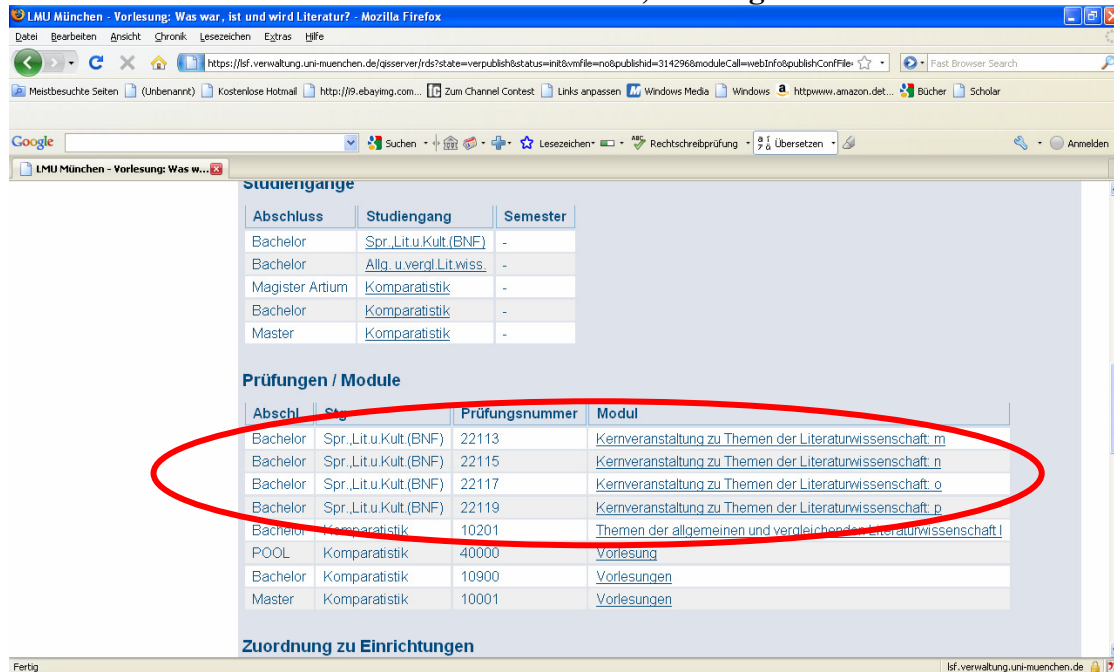 LMU München - Vorlesung: Was war, ist und wird Literatur? - Mozilla Firefox
Datei Bearbeiten Ansicht Chronik Lesezeichen Extras Hilfe
https://lsf.verwaltung.uni-muenchen.de/qisserver/rds?state=verpublish&status=init&vmfile=no&publishid=314296&moduleCall=webInfo&publishConfFile= Fast Browser Search
Meistbesuchte Seiten (Unbenannt) Kostenlose Hotmail http://i9.ebayimg.com... Zum Channel Contest Links anpassen Windows Media Windows httpwww.amazon.det... Bücher Scholar
Google Suchen Lesezeichen Rechtschreibprüfung Übersetzen Anmelden
LMU München - Vorlesung: Was w...
Studiengänge
Abschluss Studiengang Semester
Bachelor Spr.,Lit.u.Kult.(BNF) -
Bachelor Allg. u.vergl.Lit.wiss. -
Magister Artium Komparatistik -
Bachelor Komparatistik -
Master Komparatistik -
Prüfungen / Module
Abschl. Stg. Prüfungsnummer Modul
Bachelor Spr.,Lit.u.Kult.(BNF) 22113 Kernveranstaltung zu Themen der Literaturwissenschaft: m
Bachelor Spr.,Lit.u.Kult.(BNF) 22115 Kernveranstaltung zu Themen der Literaturwissenschaft: n
Bachelor Spr.,Lit.u.Kult.(BNF) 22117 Kernveranstaltung zu Themen der Literaturwissenschaft: o
Bachelor Spr.,Lit.u.Kult.(BNF) 22119 Kernveranstaltung zu Themen der Literaturwissenschaft: p
Bachelor Komparatistik 10201 Themen der allgemeinen und vergleichenden Literaturwissenschaft I
POOL Komparatistik 40000 Vorlesung
Bachelor Komparatistik 10900 Vorlesungen
Master Komparatistik 10001 Vorlesungen
Zuordnung zu Einrichtungen
Fertig lsf.verwaltung.uni-muenchen.de